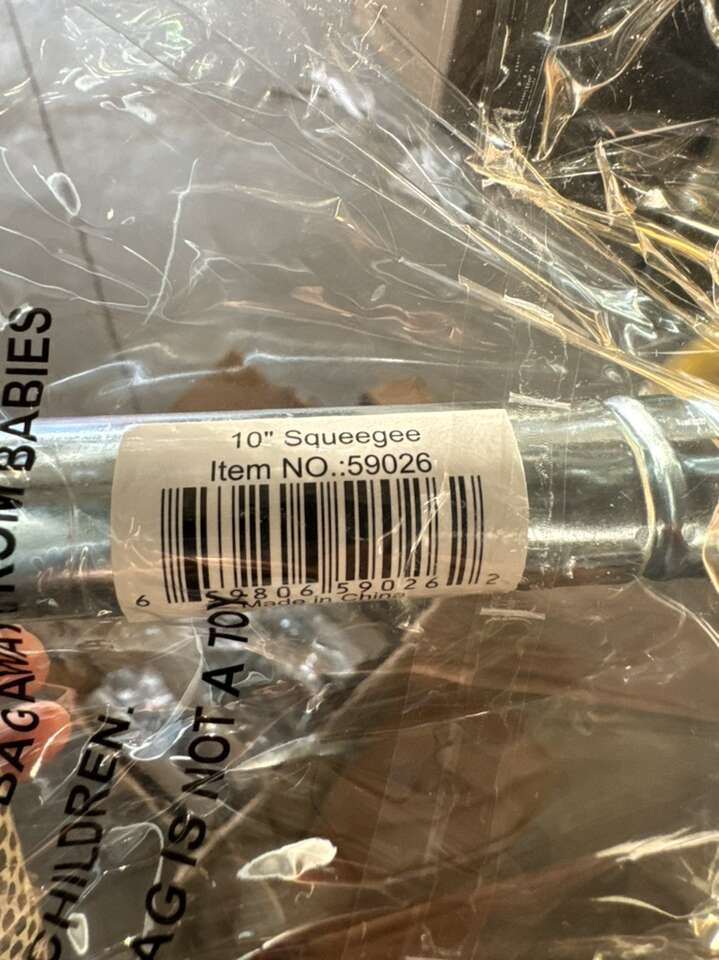 10" Squeegee
Item NO.:59026
6 59806 59026 2
Made in China
BAG AWAY FROM BABIES
CHILDREN.
BAG IS NOT A TOY